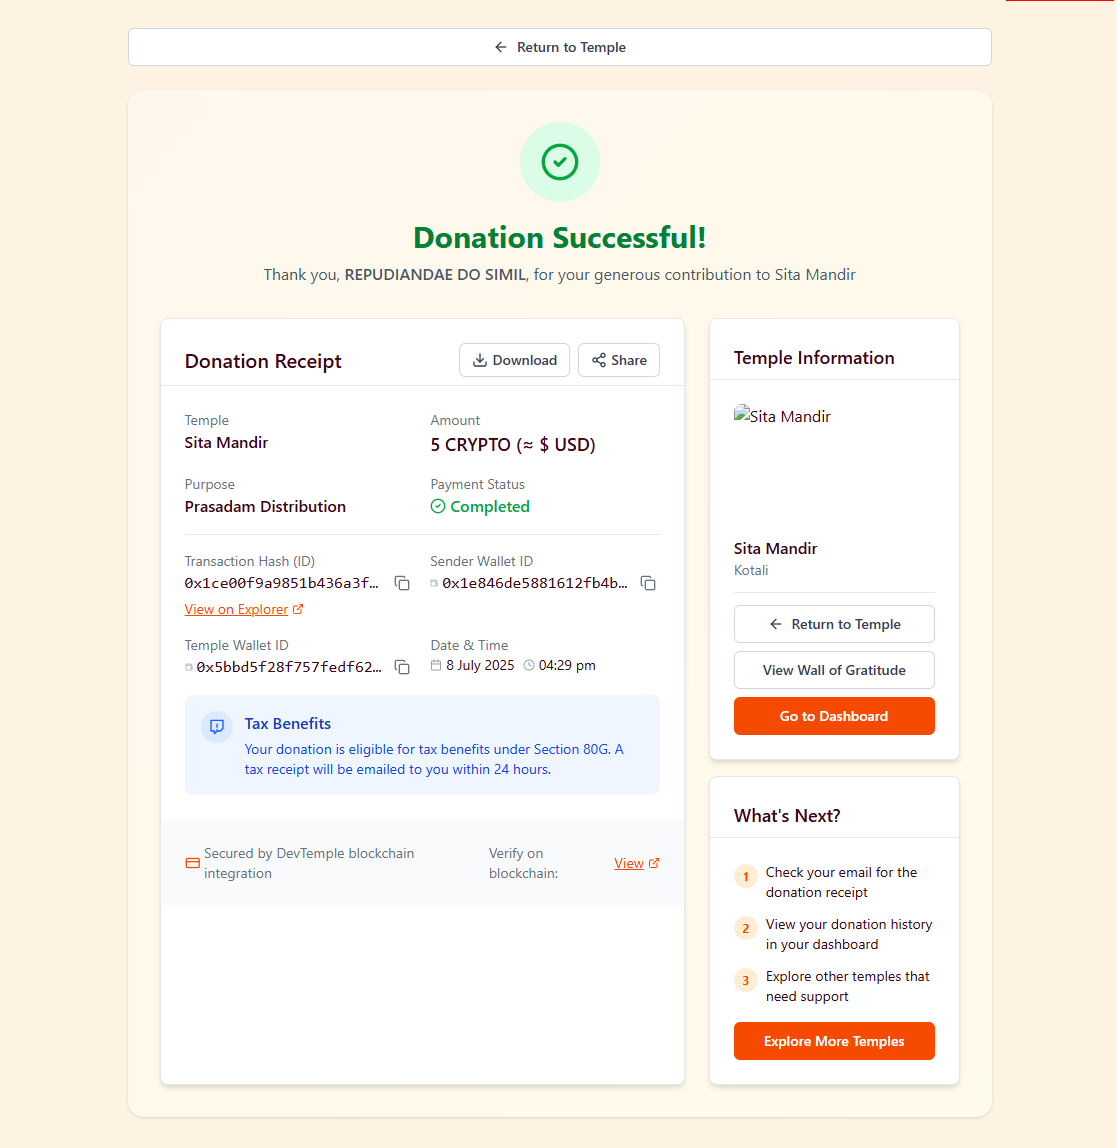 Return to Temple
Donation Successful!
Thank you, REPUDIANDAE DO SIMIL, for your generous contribution to Sita Mandir
Donation Receipt
Download
Share
Temple
Sita Mandir
Amount
5 CRYPTO (≈ $ USD)
Purpose
Prasadam Distribution
Payment Status
Completed
Transaction Hash (ID)
0x1ce00f9a9851b436a3f…
View on Explorer
Sender Wallet ID
0x1e846de5881612fb4b…
Temple Wallet ID
0x5bbd5f28f757fedf62…
Date & Time
8 July 2025 04:29 pm
Tax Benefits
Your donation is eligible for tax benefits under Section 80G. A
tax receipt will be emailed to you within 24 hours.
Secured by DevTemple blockchain
integration
Verify on
blockchain:
View
Temple Information
Sita Mandir
Sita Mandir
Kotali
Return to Temple
View Wall of Gratitude
Go to Dashboard
What's Next?
1 Check your email for the
donation receipt
2 View your donation history
in your dashboard
3 Explore other temples that
need support
Explore More Temples